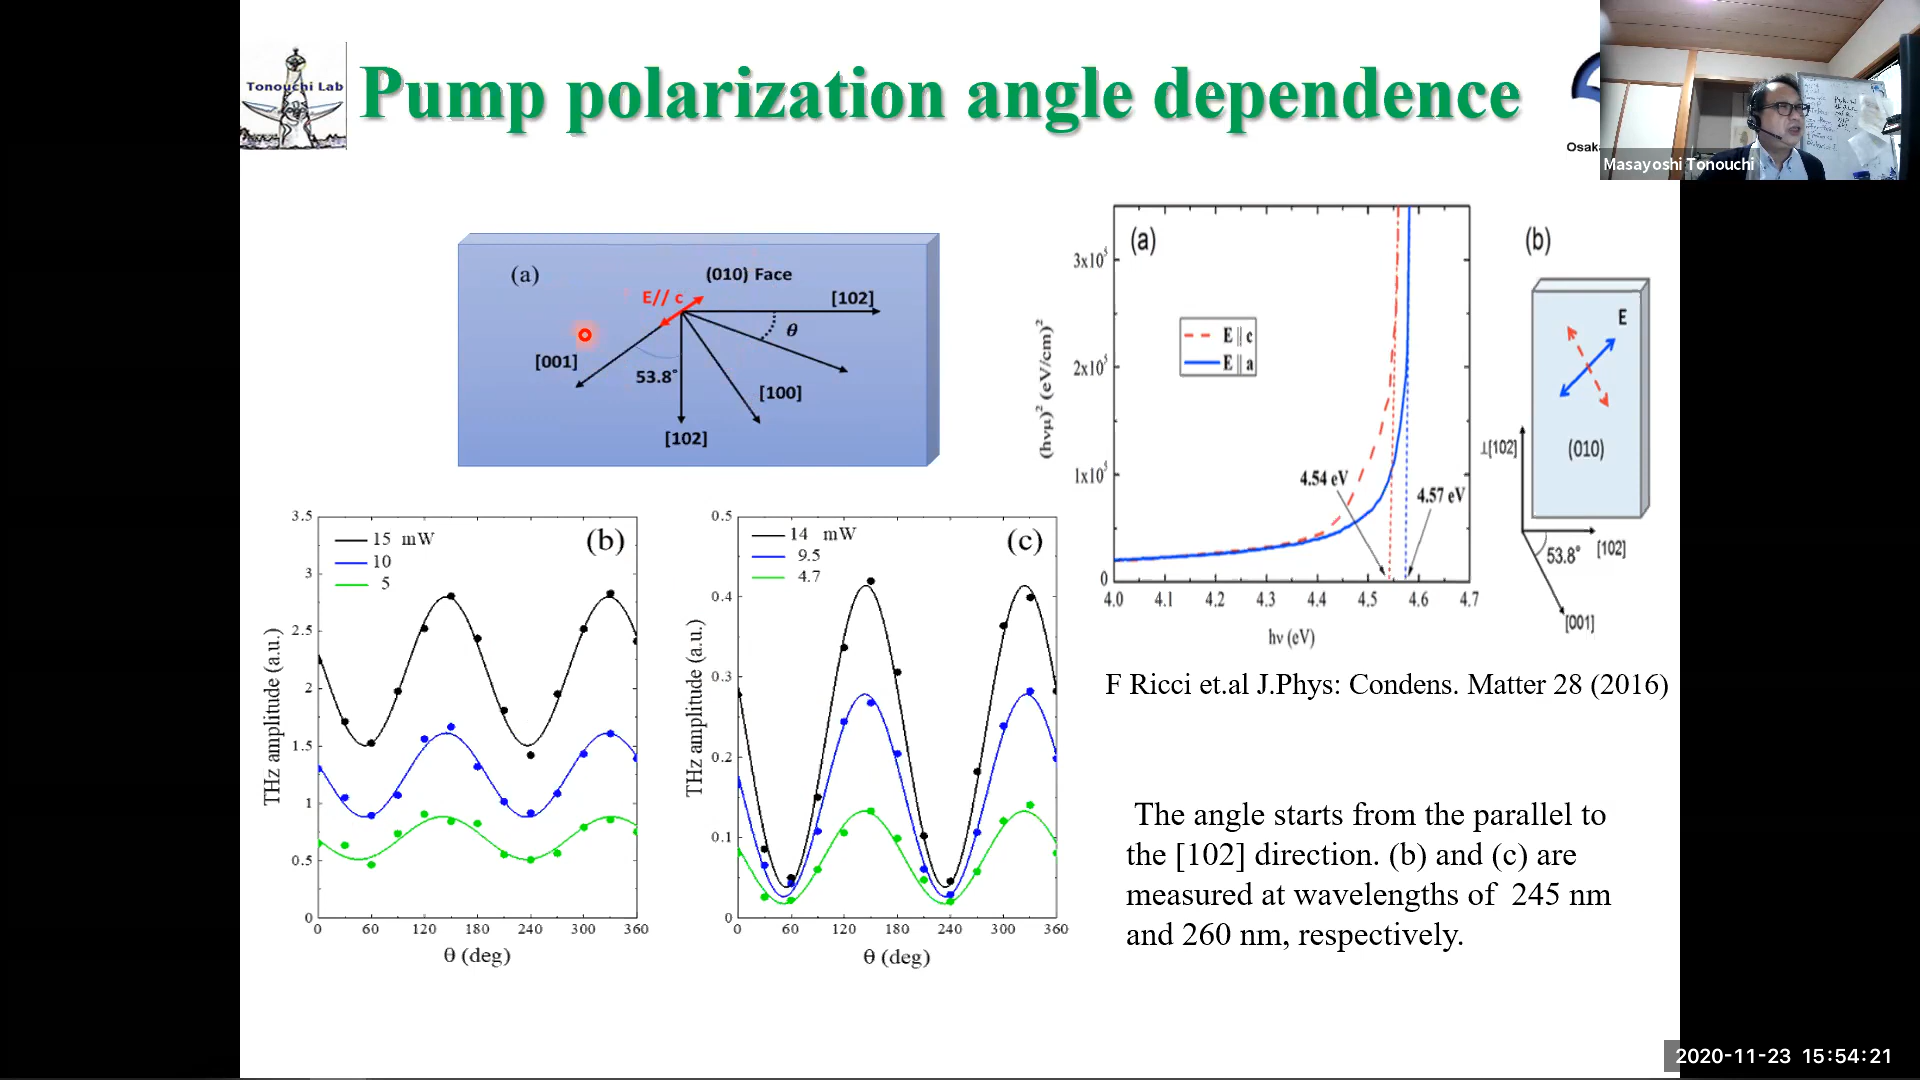 Tonouchi Lab
Pump polarization angle dependence
Osaka
Masayoshi Tonouchi
(a)
(010) Face
E// c
[102]
θ
[001]
53.8°
[100]
[102]
(a)
3x10⁵
2x10⁵
1x10⁵
0
(hνμ)² (eV/cm)²
E || c
E || a
4.54 eV
4.57 eV
4.0 4.1 4.2 4.3 4.4 4.5 4.6 4.7
hν (eV)
(b)
E
(010)
⊥[102]
53.8°
[102]
[001]
F Ricci et.al J.Phys: Condens. Matter 28 (2016)
(b)
15 mW
10
5
3.5
3
2.5
2
1.5
1
0.5
0
THz amplitude (a.u.)
0 60 120 180 240 300 360
θ (deg)
(c)
14 mW
9.5
4.7
0.5
0.4
0.3
0.2
0.1
0
THz amplitude (a.u.)
0 60 120 180 240 300 360
θ (deg)
The angle starts from the parallel to
the [102] direction. (b) and (c) are
measured at wavelengths of 245 nm
and 260 nm, respectively.
2020-11-23 15:54:21